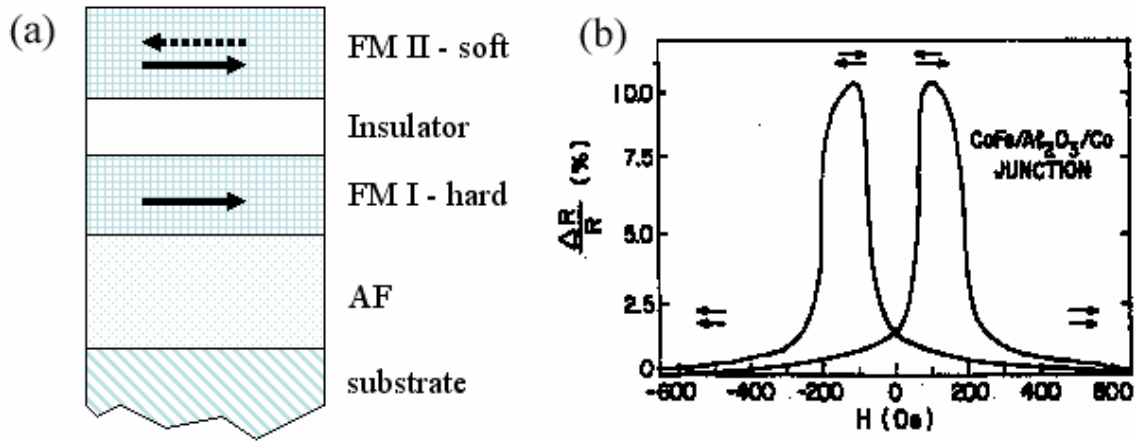 (a)
FM II - soft
Insulator
FM I - hard
AF
substrate
(b)
ΔR/R (%)
10.0
7.5
5.0
2.5
0
CoFe/Al2O3/Co
JUNCTION
-600 -400 -200 0 200 400 600
H (Oe)